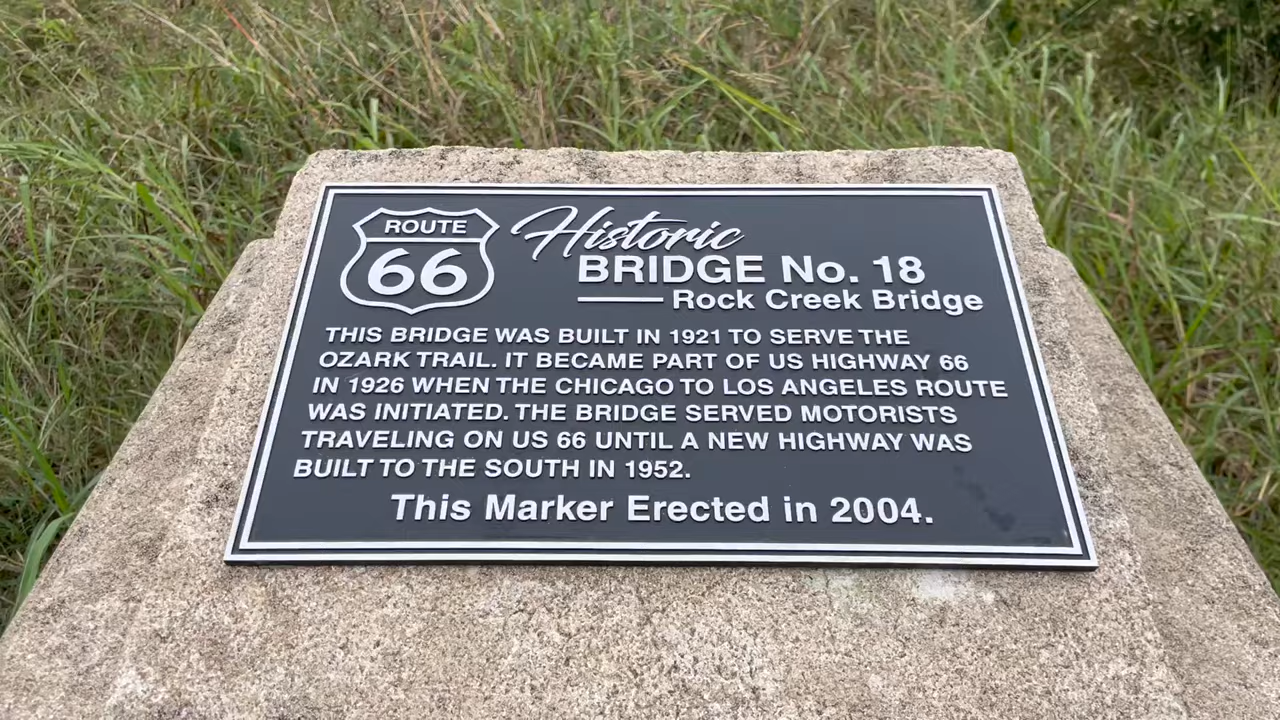 ROUTE
66
Historic
BRIDGE No. 18
Rock Creek Bridge
THIS BRIDGE WAS BUILT IN 1921 TO SERVE THE
OZARK TRAIL. IT BECAME PART OF US HIGHWAY 66
IN 1926 WHEN THE CHICAGO TO LOS ANGELES ROUTE
WAS INITIATED. THE BRIDGE SERVED MOTORISTS
TRAVELING ON US 66 UNTIL A NEW HIGHWAY WAS
BUILT TO THE SOUTH IN 1952.
This Marker Erected in 2004.